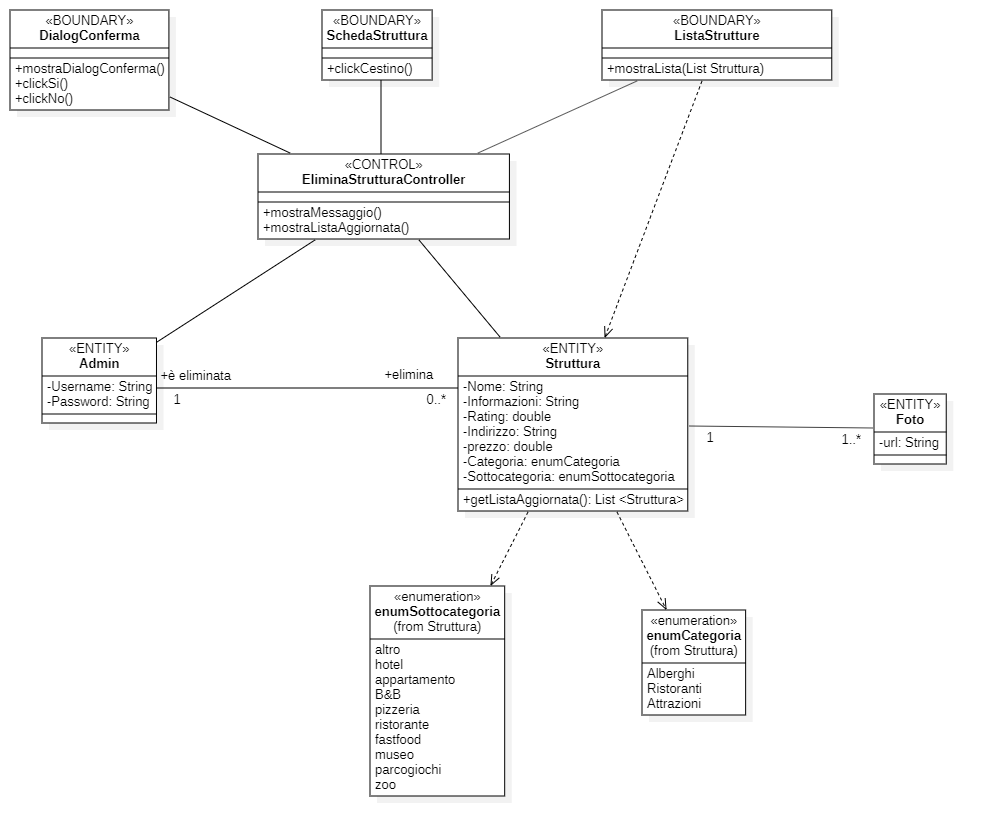 «BOUNDARY»
DialogConferma
+mostraDialogConferma()
+clickSi()
+clickNo()
«BOUNDARY»
SchedaStruttura
+clickCestino()
«BOUNDARY»
ListaStrutture
+mostraLista(List Struttura)
«CONTROL»
EliminaStrutturaController
+mostraMessaggio()
+mostraListaAggiornata()
«ENTITY»
Admin
-Username: String
-Password: String
+è eliminata
1
+elimina
0..*
«ENTITY»
Struttura
-Nome: String
-Informazioni: String
-Rating: double
-Indirizzo: String
-prezzo: double
-Categoria: enumCategoria
-Sottocategoria: enumSottocategoria
+getListaAggiornata(): List <Struttura>
1
1..*
«ENTITY»
Foto
-url: String
«enumeration»
enumSottocategoria
(from Struttura)
altro
hotel
appartamento
B&B
pizzeria
ristorante
fastfood
museo
parcogiochi
zoo
«enumeration»
enumCategoria
(from Struttura)
Alberghi
Ristoranti
Attrazioni